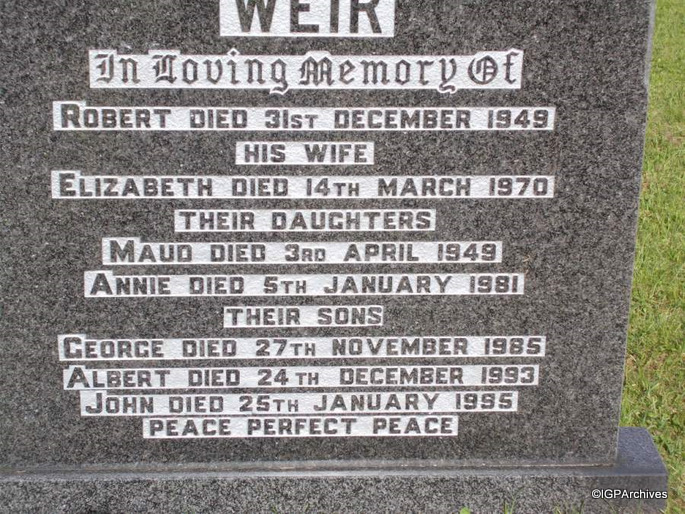 WEIR
In Loving Memory Of
ROBERT DIED 31ST DECEMBER 1949
HIS WIFE
ELIZABETH DIED 14TH MARCH 1970
THEIR DAUGHTERS
MAUD DIED 3RD APRIL 1949
ANNIE DIED 5TH JANUARY 1981
THEIR SONS
GEORGE DIED 27TH NOVEMBER 1985
ALBERT DIED 24TH DECEMBER 1993
JOHN DIED 25TH JANUARY 1995
PEACE PERFECT PEACE
©IGPArchives